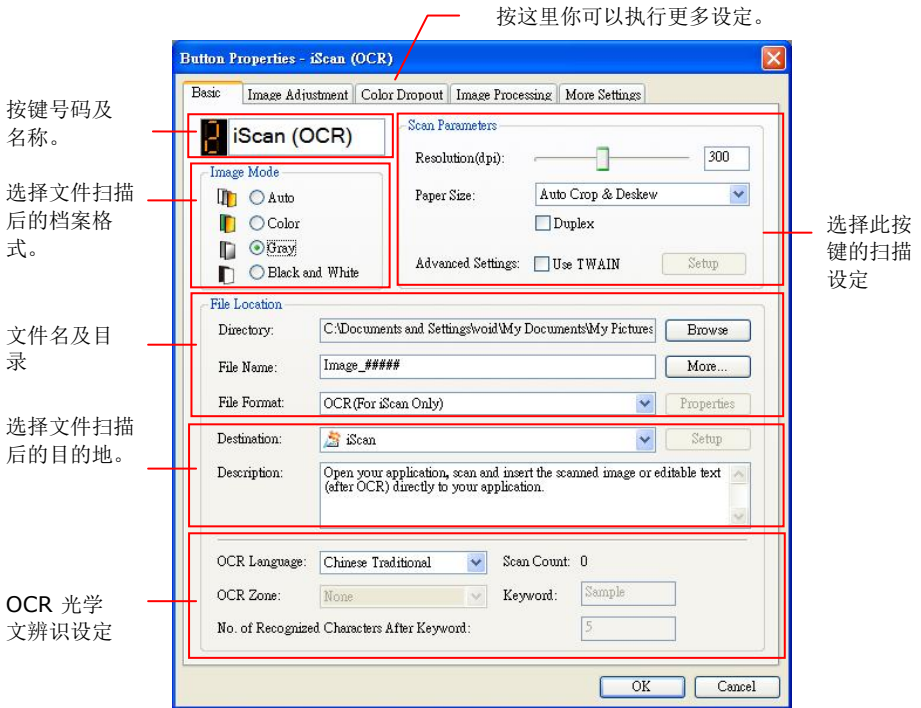 按这里你可以执行更多设定。
Button Properties - iScan (OCR)
Basic Image Adjustment Color Dropout Image Processing More Settings
按键号码及
名称。
2 iScan (OCR)
Scan Parameters
Resolution(dpi): 300
Paper Size: Auto Crop & Deskew
Duplex
Advanced Settings: Use TWAIN Setup
选择此按
键的扫描
设定
选择文件扫描
后的档案格
式。
Image Mode
Auto
Color
Gray
Black and White
文件名及目
录
File Location
Directory: C:\Documents and Settings\void\My Documents\My Pictures Browse
File Name: Image_##### More...
File Format: OCR(For iScan Only) Properties
选择文件扫描
后的目的地。
Destination: iScan Setup
Description: Open your application, scan and insert the scanned image or editable text
(after OCR) directly to your application.
OCR 光学
文辨识设定
OCR Language: Chinese Traditional Scan Count: 0
OCR Zone: None Keyword: Sample
No. of Recognized Characters After Keyword: 5
OK Cancel